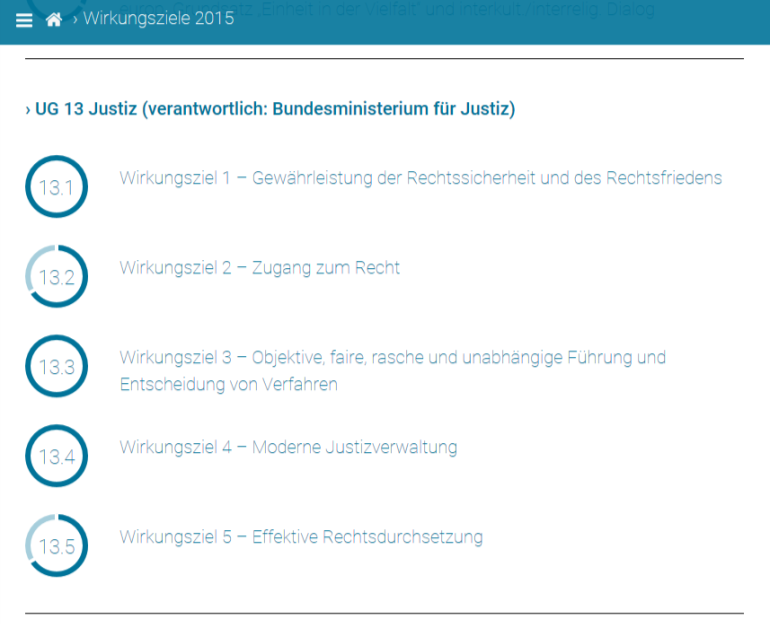 europ. Grundsatz „Einheit in der Vielfalt“ und interkult./interrelig. Dialog
› Wirkungsziele 2015
› UG 13 Justiz (verantwortlich: Bundesministerium für Justiz)
13.1 Wirkungsziel 1 – Gewährleistung der Rechtssicherheit und des Rechtsfriedens
13.2 Wirkungsziel 2 – Zugang zum Recht
13.3 Wirkungsziel 3 – Objektive, faire, rasche und unabhängige Führung und
Entscheidung von Verfahren
13.4 Wirkungsziel 4 – Moderne Justizverwaltung
13.5 Wirkungsziel 5 – Effektive Rechtsdurchsetzung